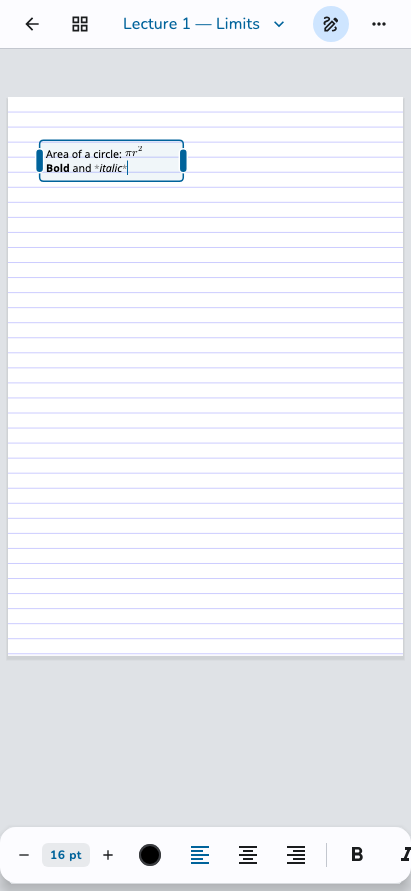 Lecture 1 — Limits
Area of a circle: πr²
Bold and *italic*
16 pt
B
I